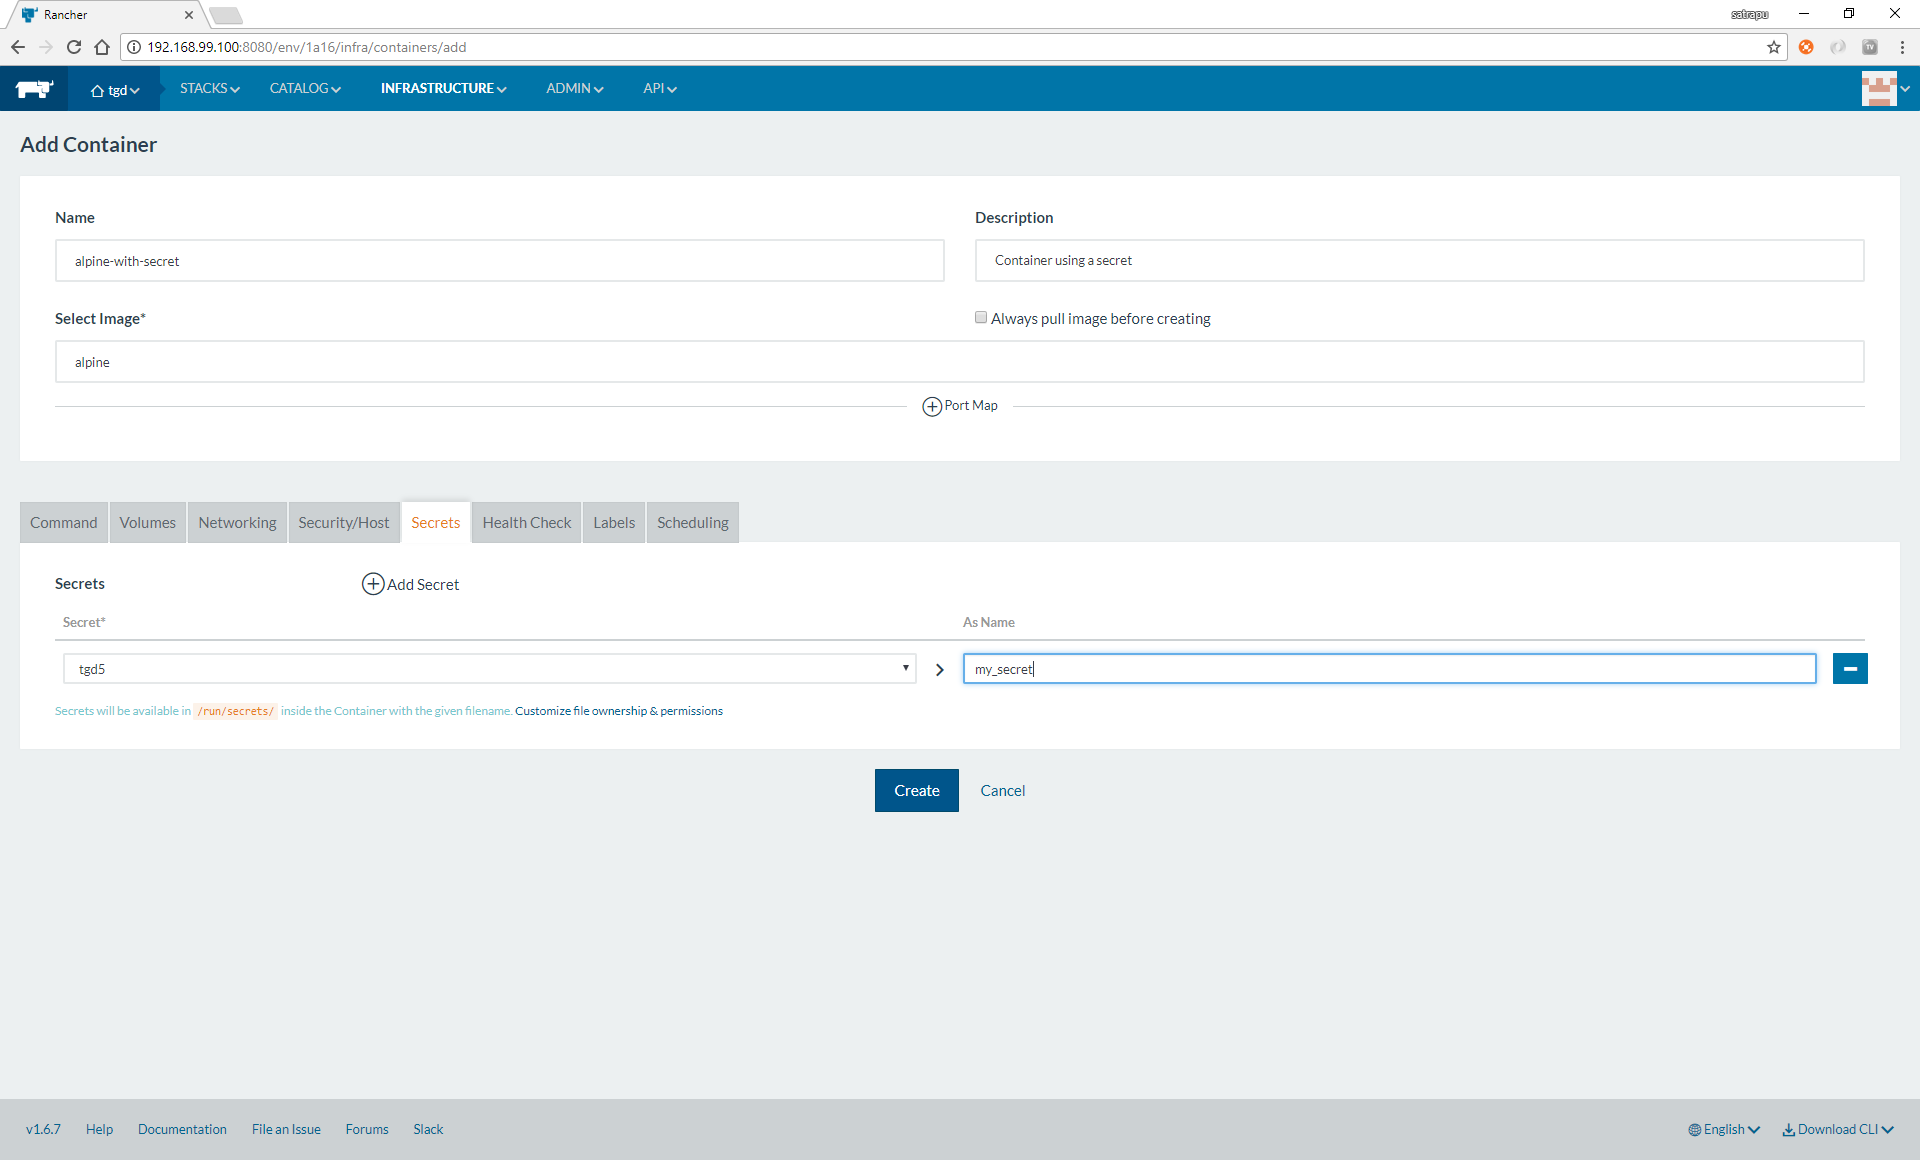 Rancher
satrapu
192.168.99.100:8080/env/1a16/infra/containers/add
TV
tgd STACKS CATALOG INFRASTRUCTURE ADMIN API
Add Container
Name Description
alpine-with-secret Container using a secret
Select Image* Always pull image before creating
alpine
Port Map
Command Volumes Networking Security/Host Secrets Health Check Labels Scheduling
Secrets Add Secret
Secret* As Name
tgd5 my_secret
Secrets will be available in /run/secrets/ inside the Container with the given filename. Customize file ownership & permissions
Create Cancel
v1.6.7 Help Documentation File an Issue Forums Slack English Download CLI